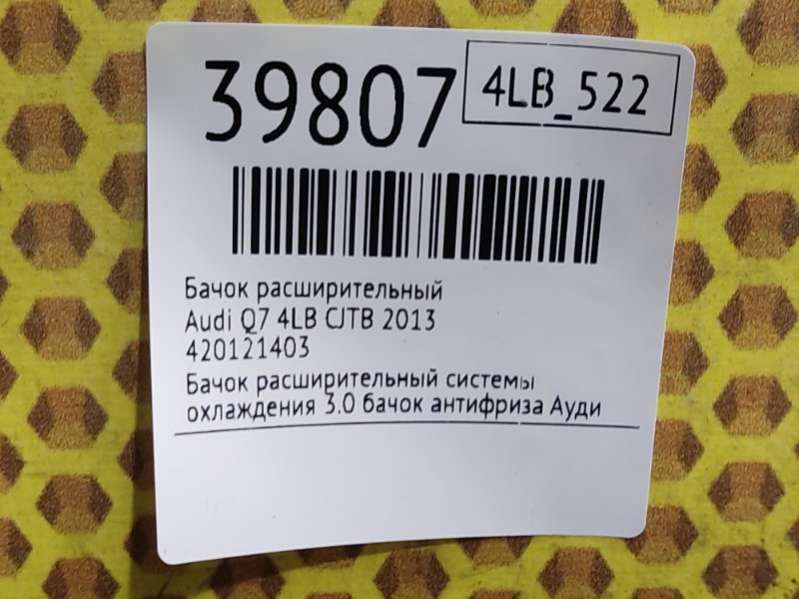 39807
4LB_522
Бачок расширительный
Audi Q7 4LB CJTB 2013
420121403
Бачок расширительный системы
охлаждения 3.0 бачок антифриза Ауди